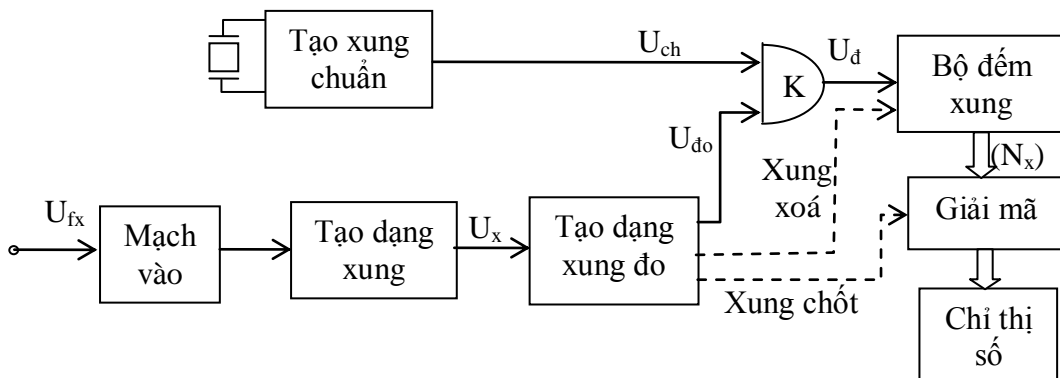 Tạo xung
chuẩn
U_ch
K
U_đ
Bộ đếm
xung
U_đo
Xung
xoá
(N_x)
Giải mã
U_fx
Mạch
vào
Tạo dạng
xung
U_x
Tạo dạng
xung đo
Xung chốt
Chỉ thị
số